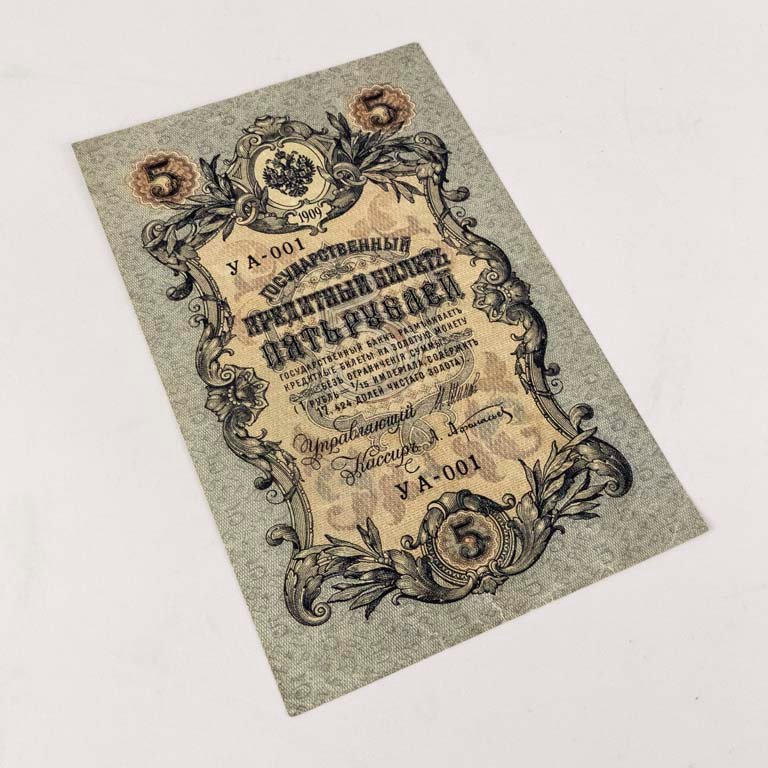 5
5
1909
УА-001
ГОСУДАРСТВЕННЫЙ
КРЕДИТНЫЙ БИЛЕТЪ
ПЯТЬ РУБЛЕЙ
ГОСУДАРСТВЕННЫЙ БАНКЪ РАЗМѢНИВАЕТЪ
КРЕДИТНЫЕ БИЛЕТЫ НА ЗОЛОТУЮ МОНЕТУ
БЕЗЪ ОГРАНИЧЕНІЯ СУММЫ
(1 РУБЛЬ = 1/15 ИМПЕРІАЛА, СОДЕРЖИТЪ
17,424 ДОЛЕЙ ЧИСТАГО ЗОЛОТА)
Управляющій
Кассиръ
УА-001
5